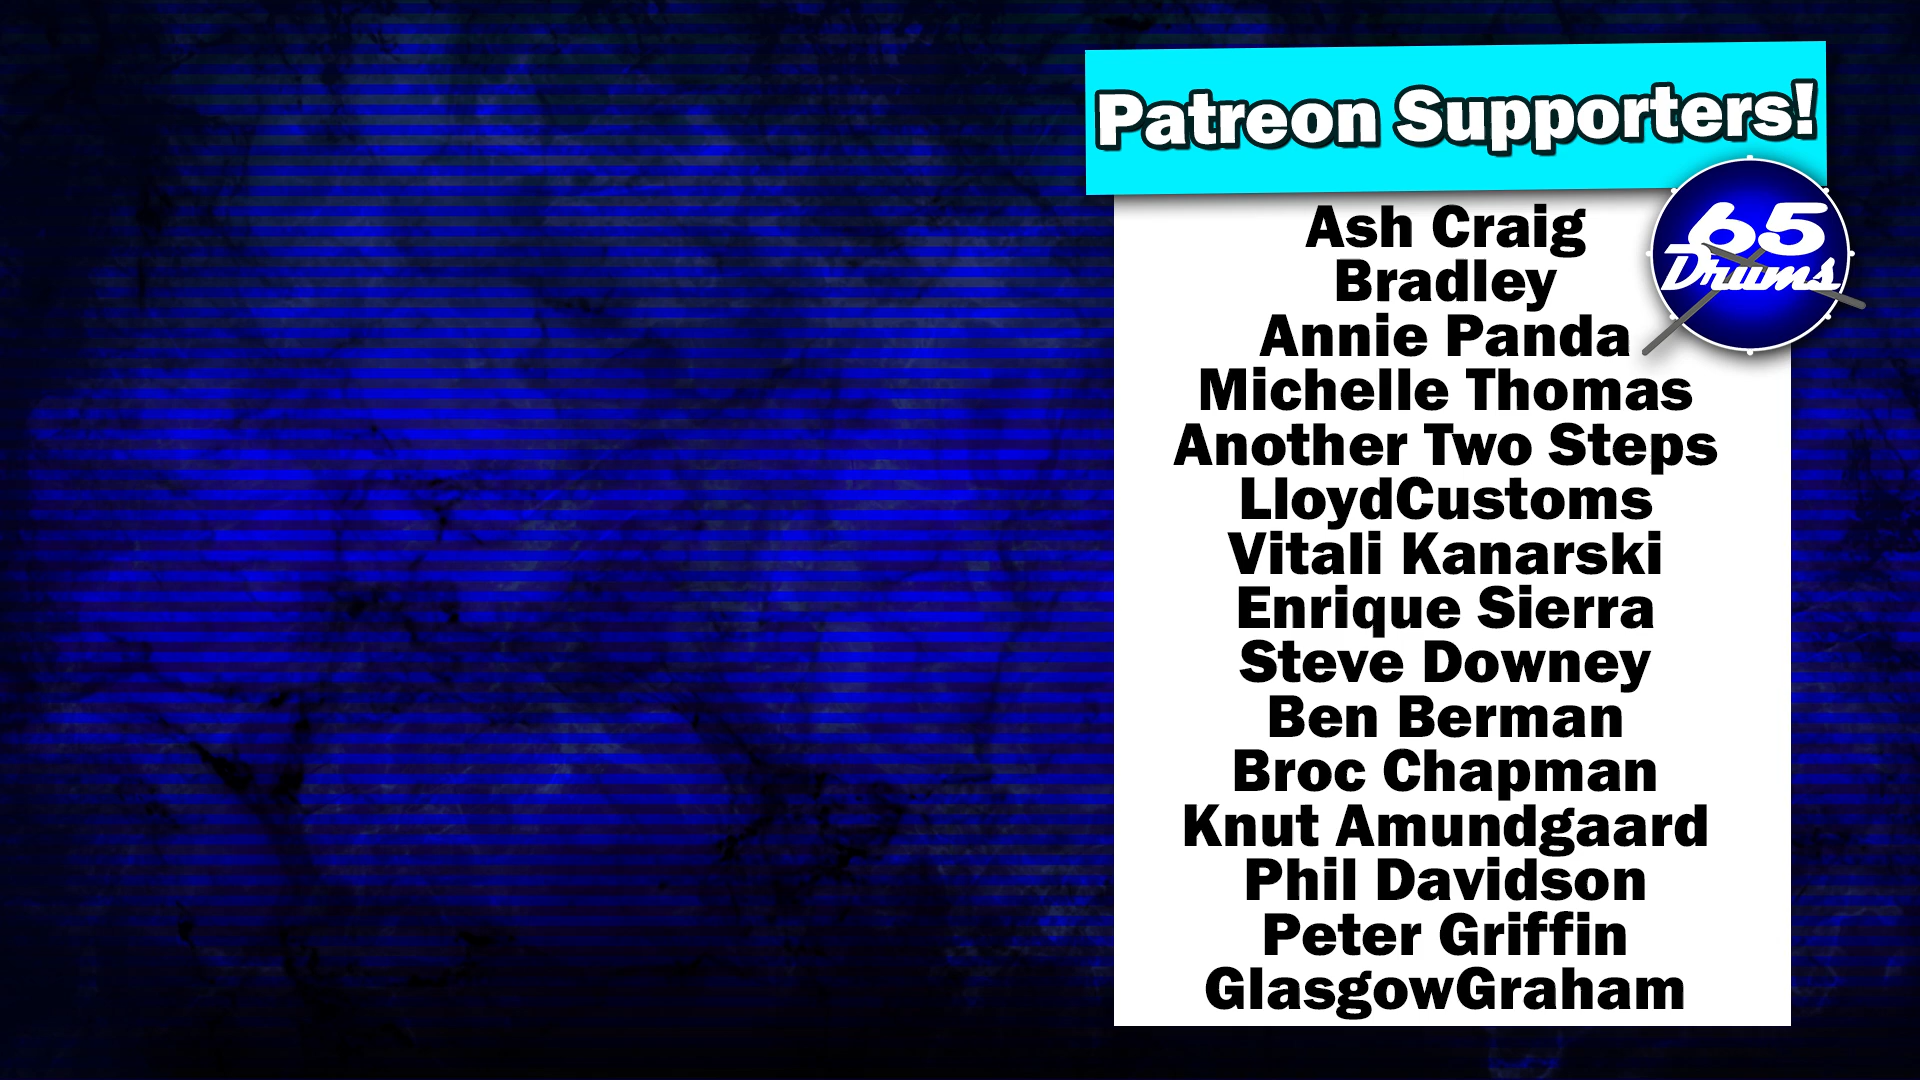 Patreon Supporters!
65
Drums
Ash Craig
Bradley
Annie Panda
Michelle Thomas
Another Two Steps
LloydCustoms
Vitali Kanarski
Enrique Sierra
Steve Downey
Ben Berman
Broc Chapman
Knut Amundgaard
Phil Davidson
Peter Griffin
GlasgowGraham